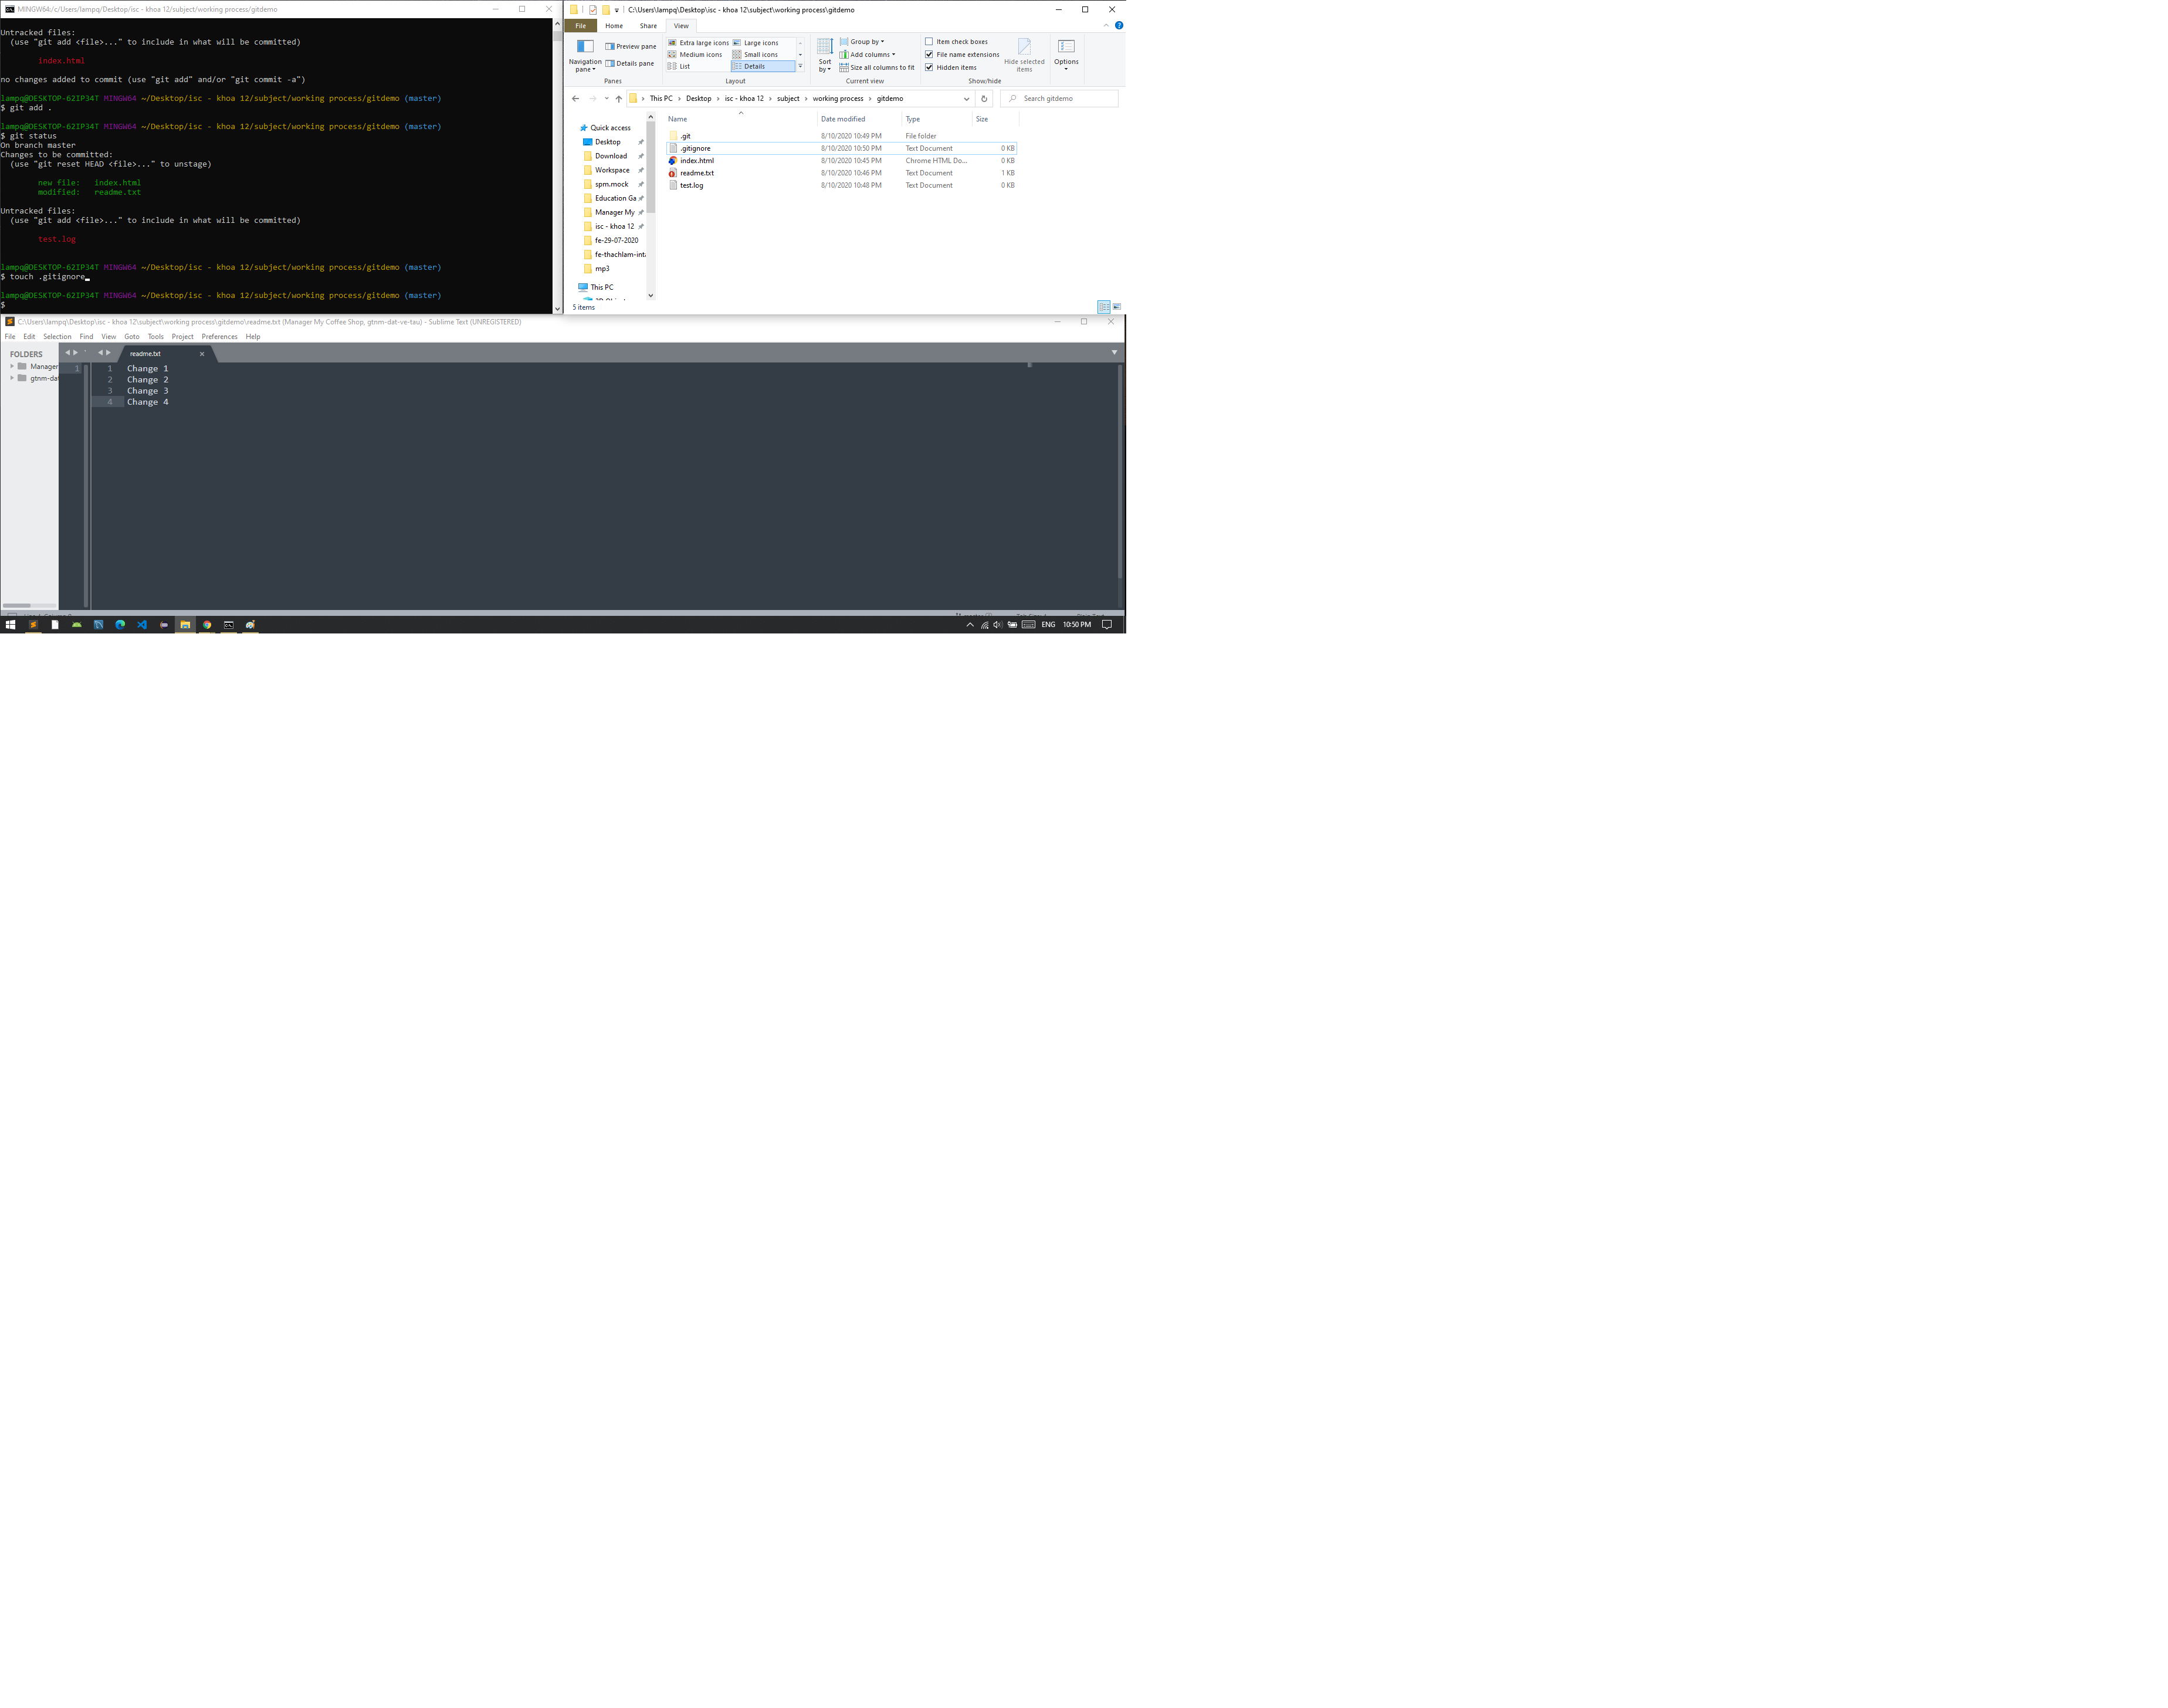 MINGW64:/c/Users/lampq/Desktop/isc - khoa 12/subject/working process/gitdemo
Untracked files:
(use "git add <file>..." to include in what will be committed)
index.html
no changes added to commit (use "git add" and/or "git commit -a")
lampq@DESKTOP-62IP34T MINGW64 ~/Desktop/isc - khoa 12/subject/working process/gitdemo (master)
$ git add .
lampq@DESKTOP-62IP34T MINGW64 ~/Desktop/isc - khoa 12/subject/working process/gitdemo (master)
$ git status
On branch master
Changes to be committed:
(use "git reset HEAD <file>..." to unstage)
new file: index.html
modified: readme.txt
Untracked files:
(use "git add <file>..." to include in what will be committed)
test.log
lampq@DESKTOP-62IP34T MINGW64 ~/Desktop/isc - khoa 12/subject/working process/gitdemo (master)
$ touch .gitignore
lampq@DESKTOP-62IP34T MINGW64 ~/Desktop/isc - khoa 12/subject/working process/gitdemo (master)
$
C:\Users\lampq\Desktop\isc - khoa 12\subject\working process\gitdemo
File Home Share View
Navigation pane
Preview pane
Details pane
Panes
Extra large icons Large icons
Medium icons Small icons
List Details
Layout
Sort by
Group by
Add columns
Size all columns to fit
Current view
Item check boxes
File name extensions
Hidden items
Hide selected items
Show/hide
Options
This PC > Desktop > isc - khoa 12 > subject > working process > gitdemo
Search gitdemo
Quick access
Desktop
Download
Workspace
spm.mock
Education Ga
Manager My
isc - khoa 12
fe-29-07-2020
fe-thachlam-int
mp3
This PC
Name Date modified Type Size
.git 8/10/2020 10:49 PM File folder
.gitignore 8/10/2020 10:50 PM Text Document 0 KB
index.html 8/10/2020 10:45 PM Chrome HTML Do... 0 KB
readme.txt 8/10/2020 10:46 PM Text Document 1 KB
test.log 8/10/2020 10:48 PM Text Document 0 KB
5 items
C:\Users\lampq\Desktop\isc - khoa 12\subject\working process\gitdemo\readme.txt (Manager My Coffee Shop, gtnm-dat-ve-tau) - Sublime Text (UNREGISTERED)
File Edit Selection Find View Goto Tools Project Preferences Help
FOLDERS
Manager
gtnm-dat
readme.txt
1
1 Change 1
2 Change 2
3 Change 3
4 Change 4
ENG 10:50 PM